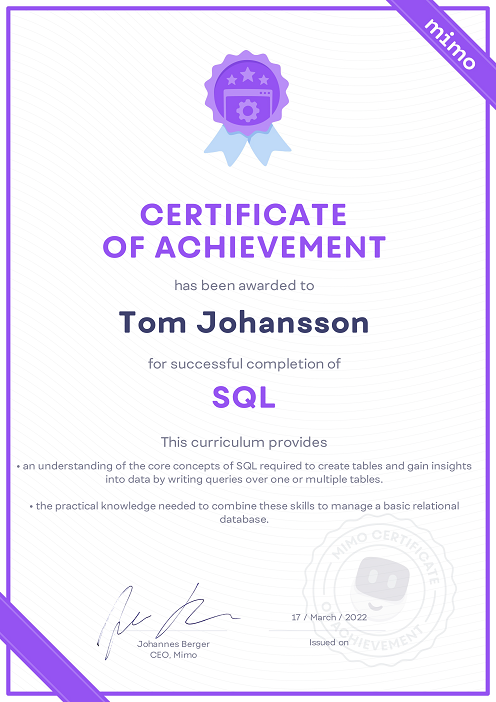 mimo
CERTIFICATE
OF ACHIEVEMENT
has been awarded to
Tom Johansson
for successful completion of
SQL
This curriculum provides
• an understanding of the core concepts of SQL required to create tables and gain insights
into data by writing queries over one or multiple tables.
• the practical knowledge needed to combine these skills to manage a basic relational
database.
MIMO CERTIFICATE
OF ACHIEVEMENT
17 / March / 2022
Johannes Berger
CEO, Mimo
Issued on